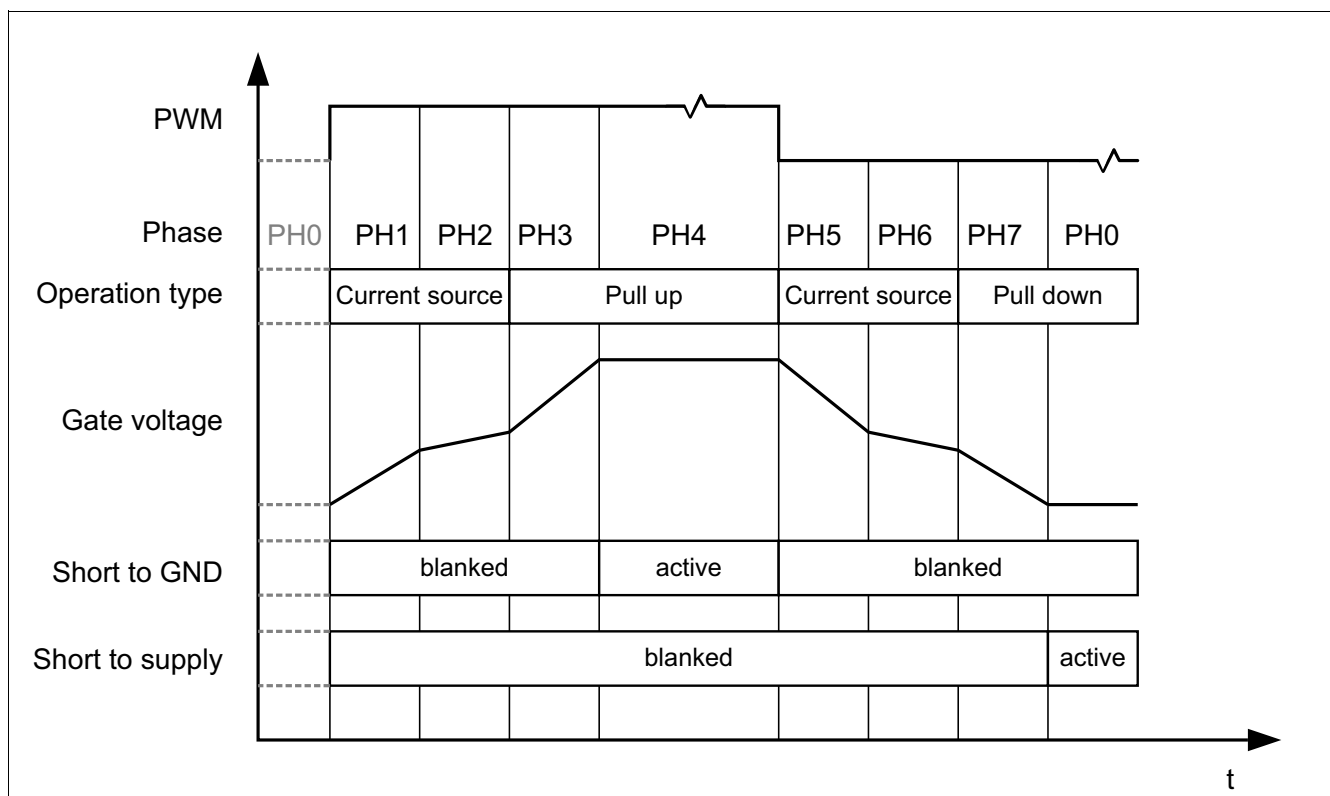 PWM
Phase PH0 PH1 PH2 PH3 PH4 PH5 PH6 PH7 PH0
Operation type Current source Pull up Current source Pull down
Gate voltage
Short to GND blanked active blanked
Short to supply blanked active
t